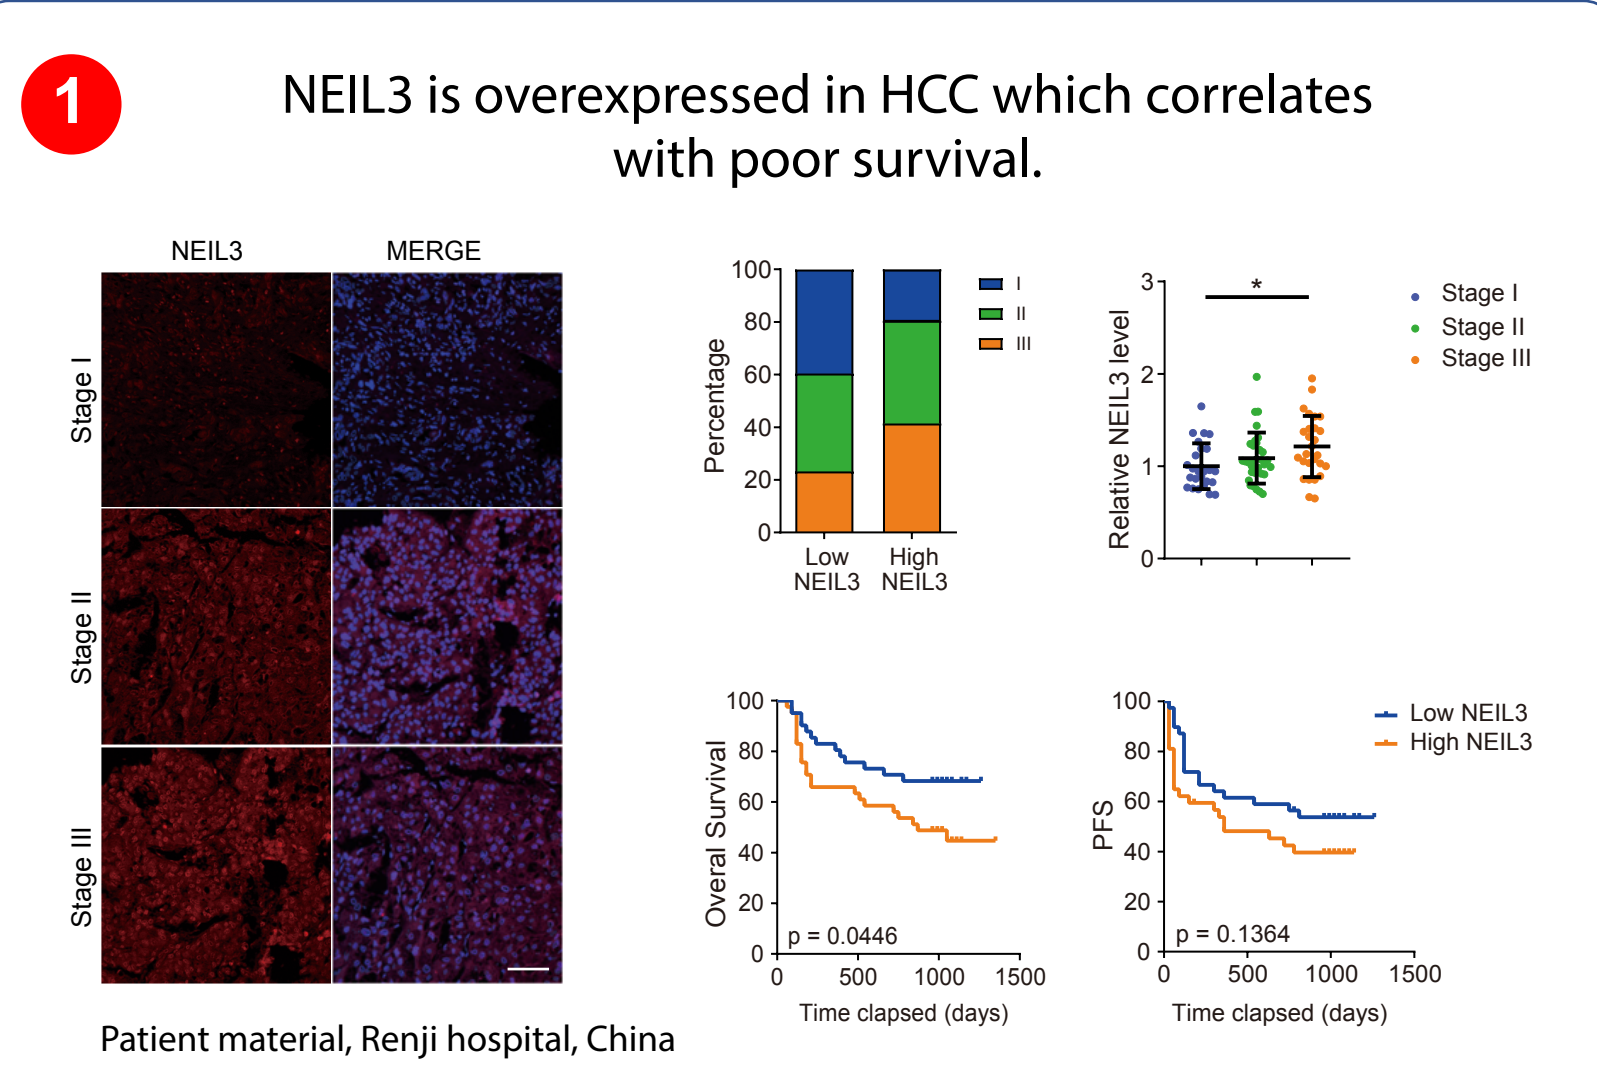 1
NEIL3 is overexpressed in HCC which correlates
with poor survival.
NEIL3
MERGE
Stage I
Stage II
Stage III
Patient material, Renji hospital, China
Percentage
100
80
60
40
20
0
Low
NEIL3
High
NEIL3
I
II
III
Relative NEIL3 level
3
2
1
0
*
Stage I
Stage II
Stage III
Overal Survival
100
80
60
40
20
0
p = 0.0446
0
500
1000
1500
Time clapsed (days)
PFS
100
80
60
40
20
0
p = 0.1364
0
500
1000
1500
Time clapsed (days)
Low NEIL3
High NEIL3